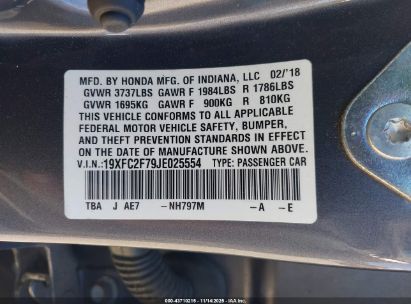 MFD. BY HONDA MFG. OF INDIANA, LLC 02/'18
GVWR 3737LBS GAWR F 1984LBS R 1786LBS
GVWR 1695KG GAWR F 900KG R 810KG
THIS VEHICLE CONFORMS TO ALL APPLICABLE
FEDERAL MOTOR VEHICLE SAFETY, BUMPER,
AND THEFT PREVENTION STANDARDS IN EFFECT
ON THE DATE OF MANUFACTURE SHOWN ABOVE.
V.I.N.:19XFC2F79JE025554 TYPE: PASSENGER CAR
TBA J AE7 -NH797M -A -E